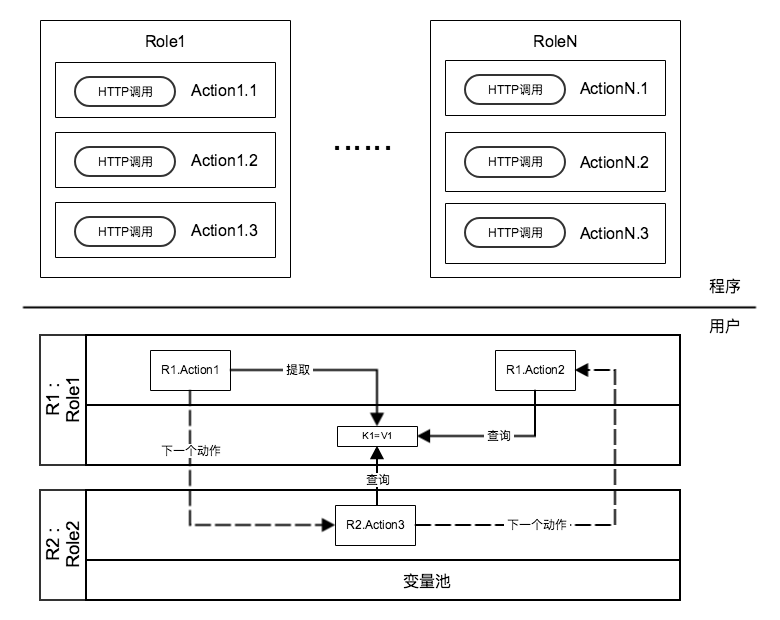 Role1
HTTP调用
Action1.1
HTTP调用
Action1.2
HTTP调用
Action1.3
......
RoleN
HTTP调用
ActionN.1
HTTP调用
ActionN.2
HTTP调用
ActionN.3
程序
用户
R1：
Role1
R1.Action1
提取
R1.Action2
K1=V1
查询
下一个动作
查询
R2：
Role2
R2.Action3
下一个动作
变量池